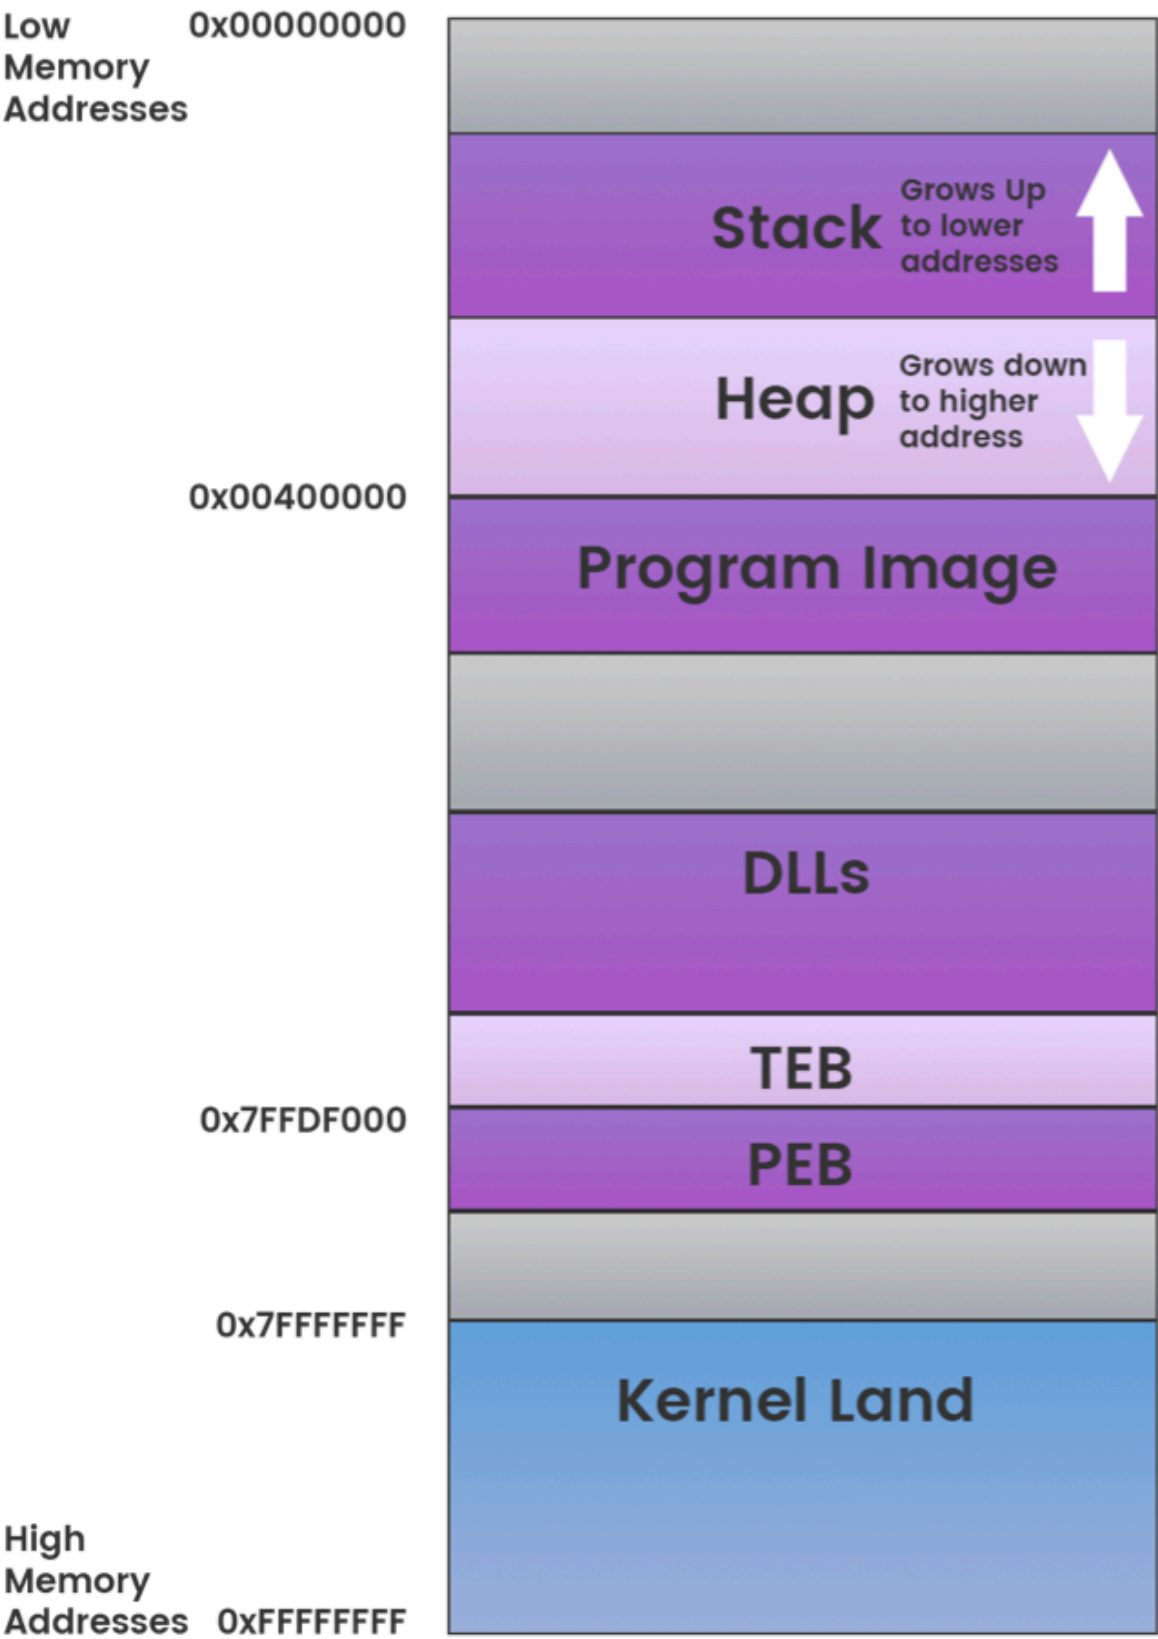 Low
Memory
Addresses
0x00000000
Stack
Grows Up
to lower
addresses
Heap
Grows down
to higher
address
0x00400000
Program Image
DLLs
TEB
0x7FFDF000
PEB
0x7FFFFFFF
Kernel Land
High
Memory
Addresses
0xFFFFFFFF